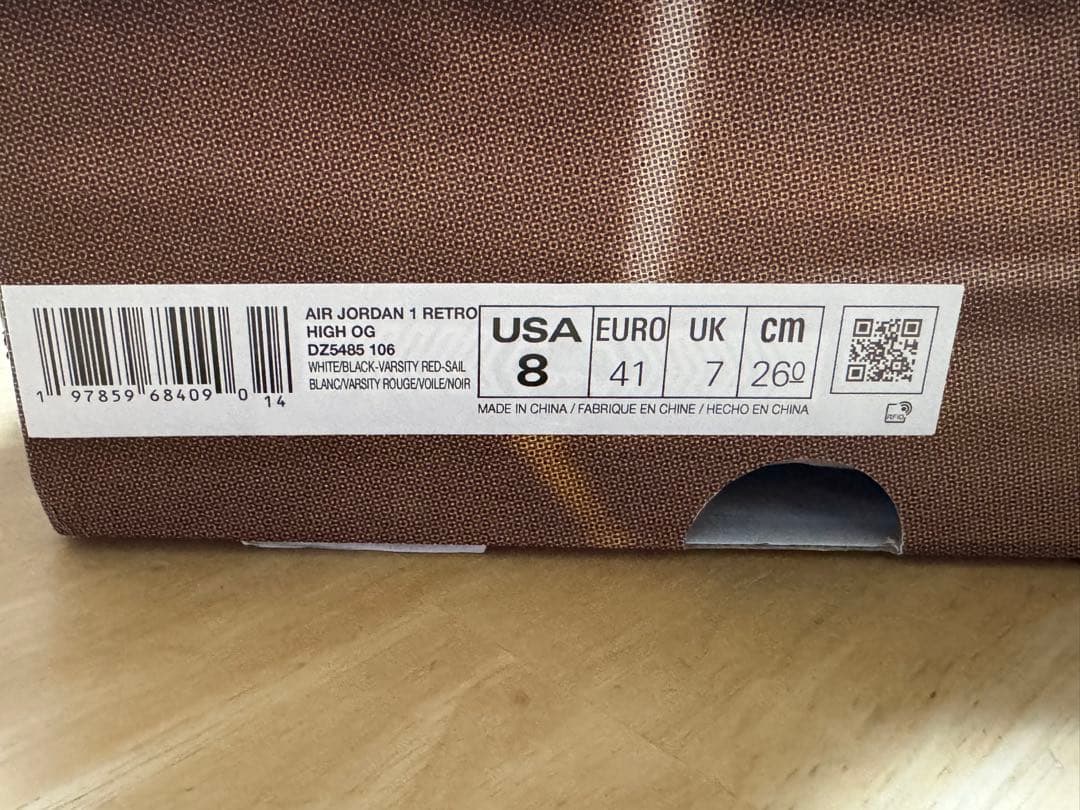 AIR JORDAN 1 RETRO
HIGH OG
DZ5485 106
WHITE/BLACK-VARSITY RED-SAIL
BLANC/VARSITY ROUGE/VOILE/NOIR
1 97859 68409 0 14
USA EURO UK cm
8 41 7 260
MADE IN CHINA / FABRIQUE EN CHINE / HECHO EN CHINA
RFID